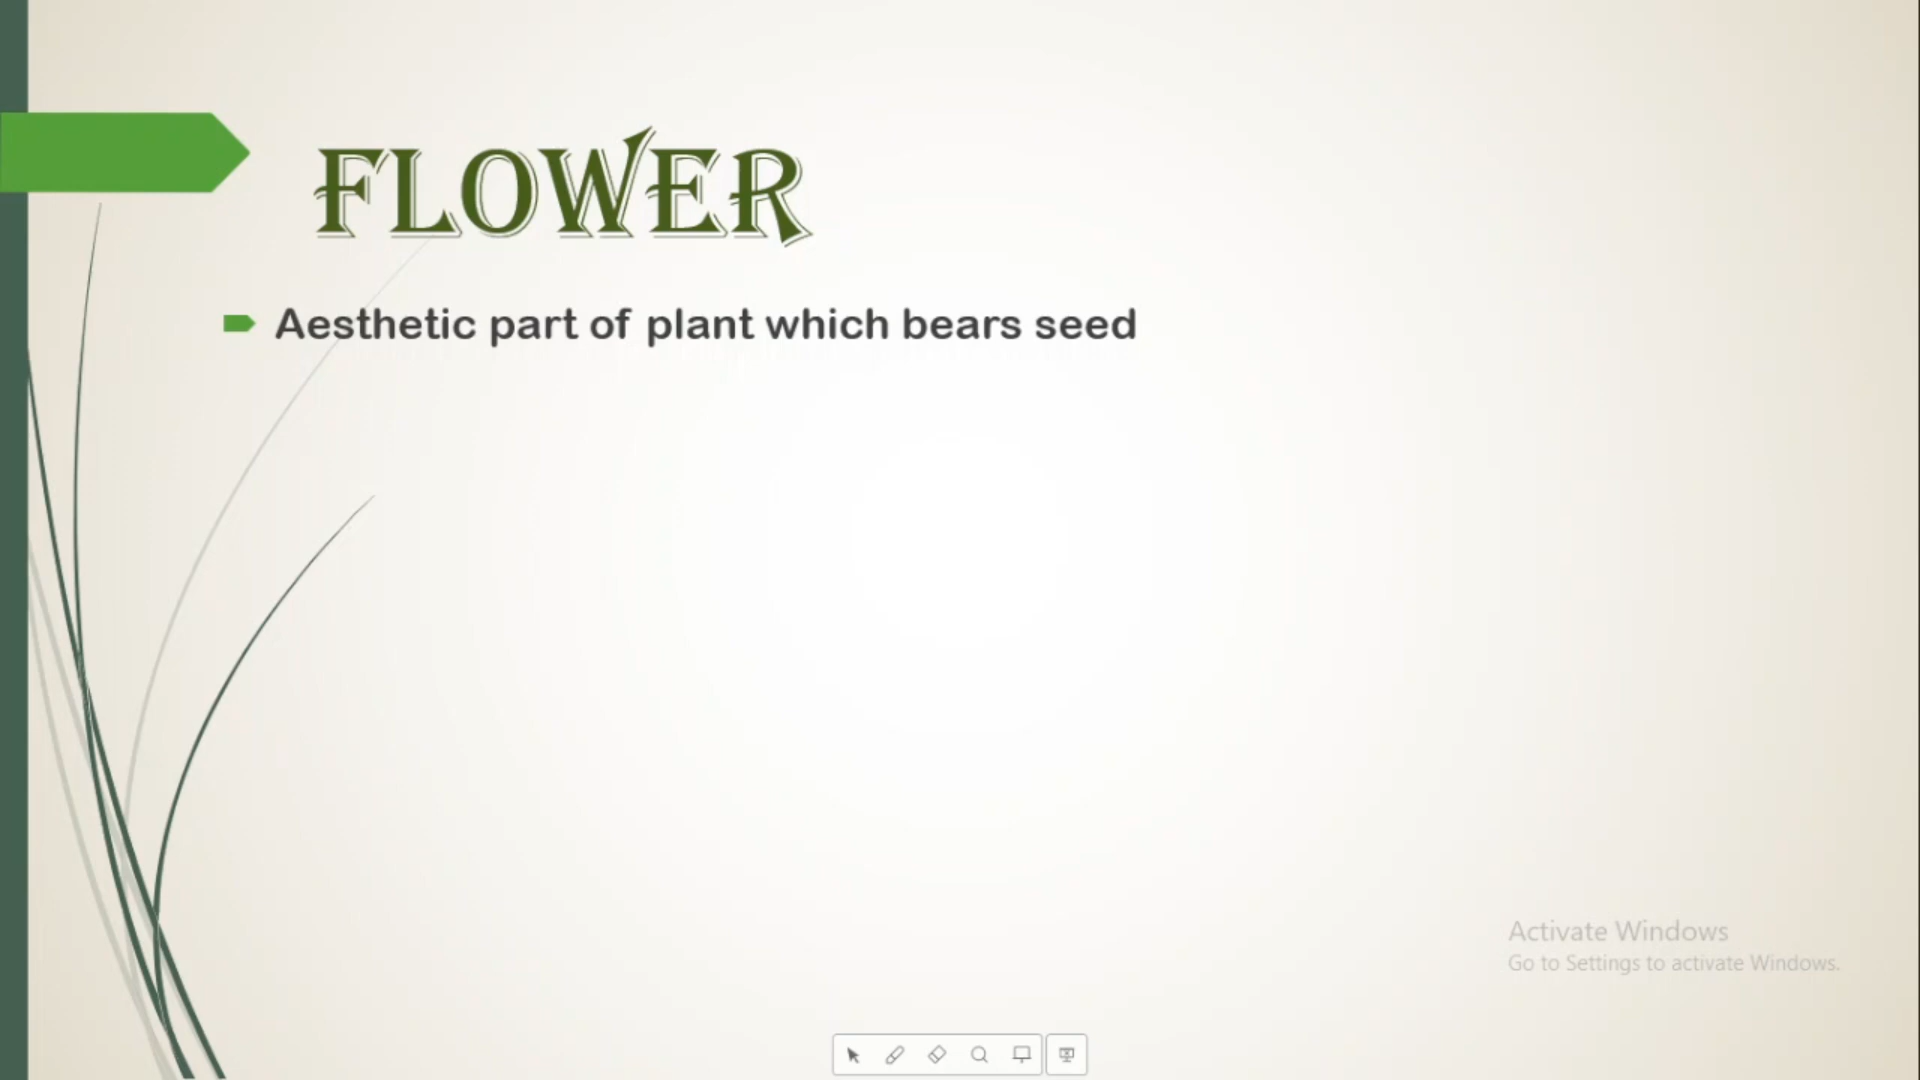 FLOWER
Aesthetic part of plant which bears seed
Activate Windows
Go to Settings to activate Windows.